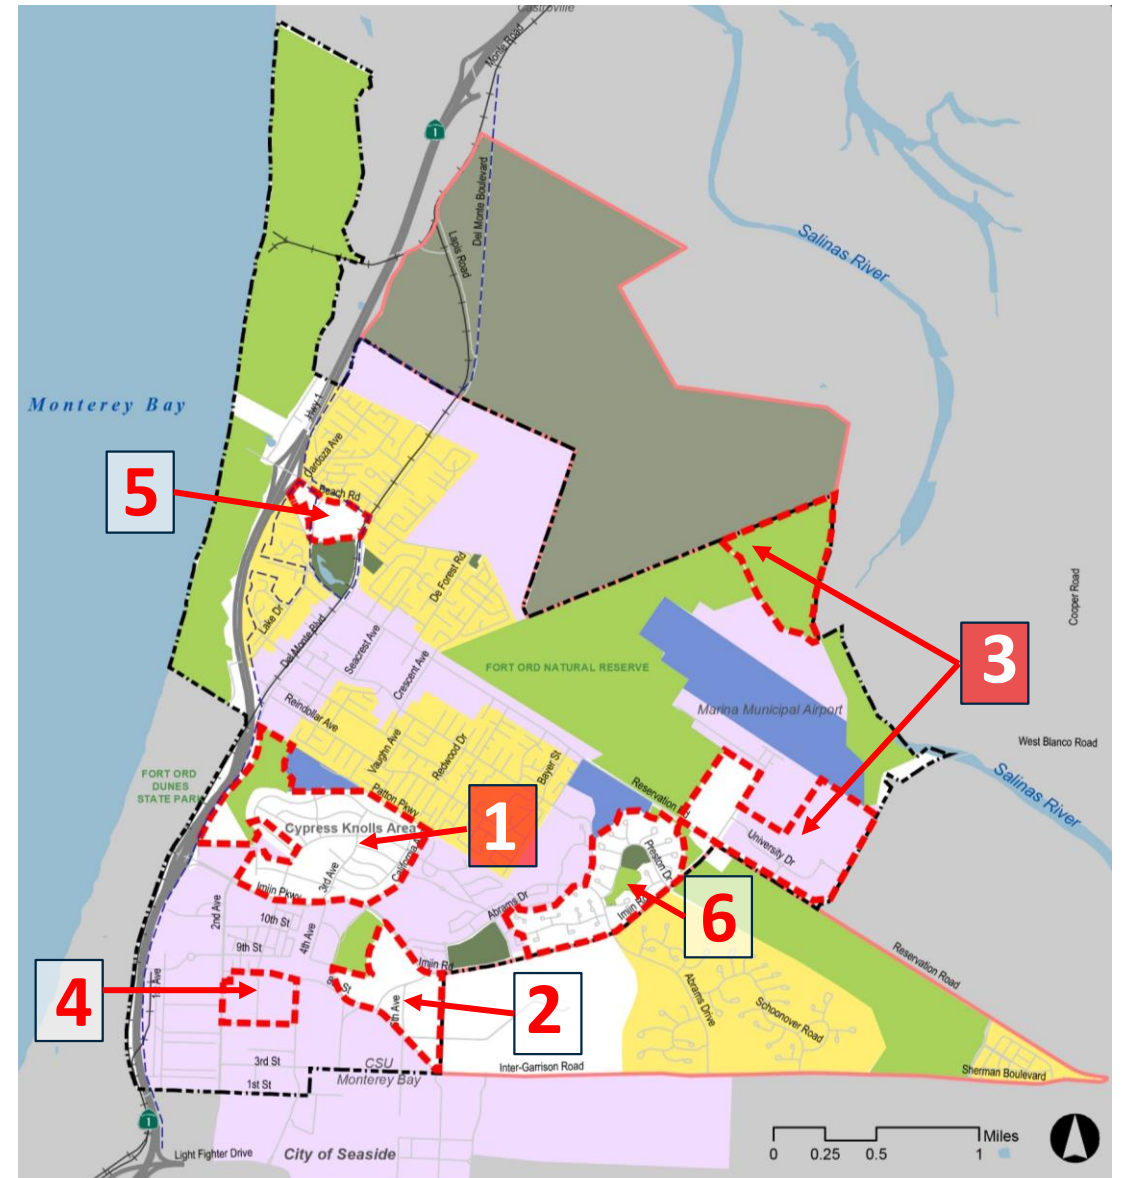 Castroville
Monte Road
1
Del Monte Boulevard
Lapis Road
Salinas River
Monterey Bay
Hwy 1
Cardoza Ave
Beach Rd
5
De Forest Rd
Lake Dr
Del Monte Blvd
Seacrest Ave
Crescent Ave
Cooper Road
FORT ORD NATURAL RESERVE
3
Marina Municipal Airport
Reindollar Ave
Vaughn Ave
Redwood Dr
Bayer St
West Blanco Road
Salinas River
FORT ORD
DUNES
STATE PARK
Patton Pkwy
Reservation Rd
Cypress Knolls Area
1
California
University Dr
Preston Dr
3rd Ave
Imjin Pkwy
2nd Ave
10th St
4th Ave
9th St
Abrams Dr
Imjin Rd
6
Imjin Rd
Reservation Road
Abrams Drive
Schoonover Road
4
8th St
2
3rd St
CSU
Monterey Bay
1st St
Inter-Garrison Road
Sherman Boulevard
1
Light Fighter Drive
City of Seaside
Miles
0 0.25 0.5 1